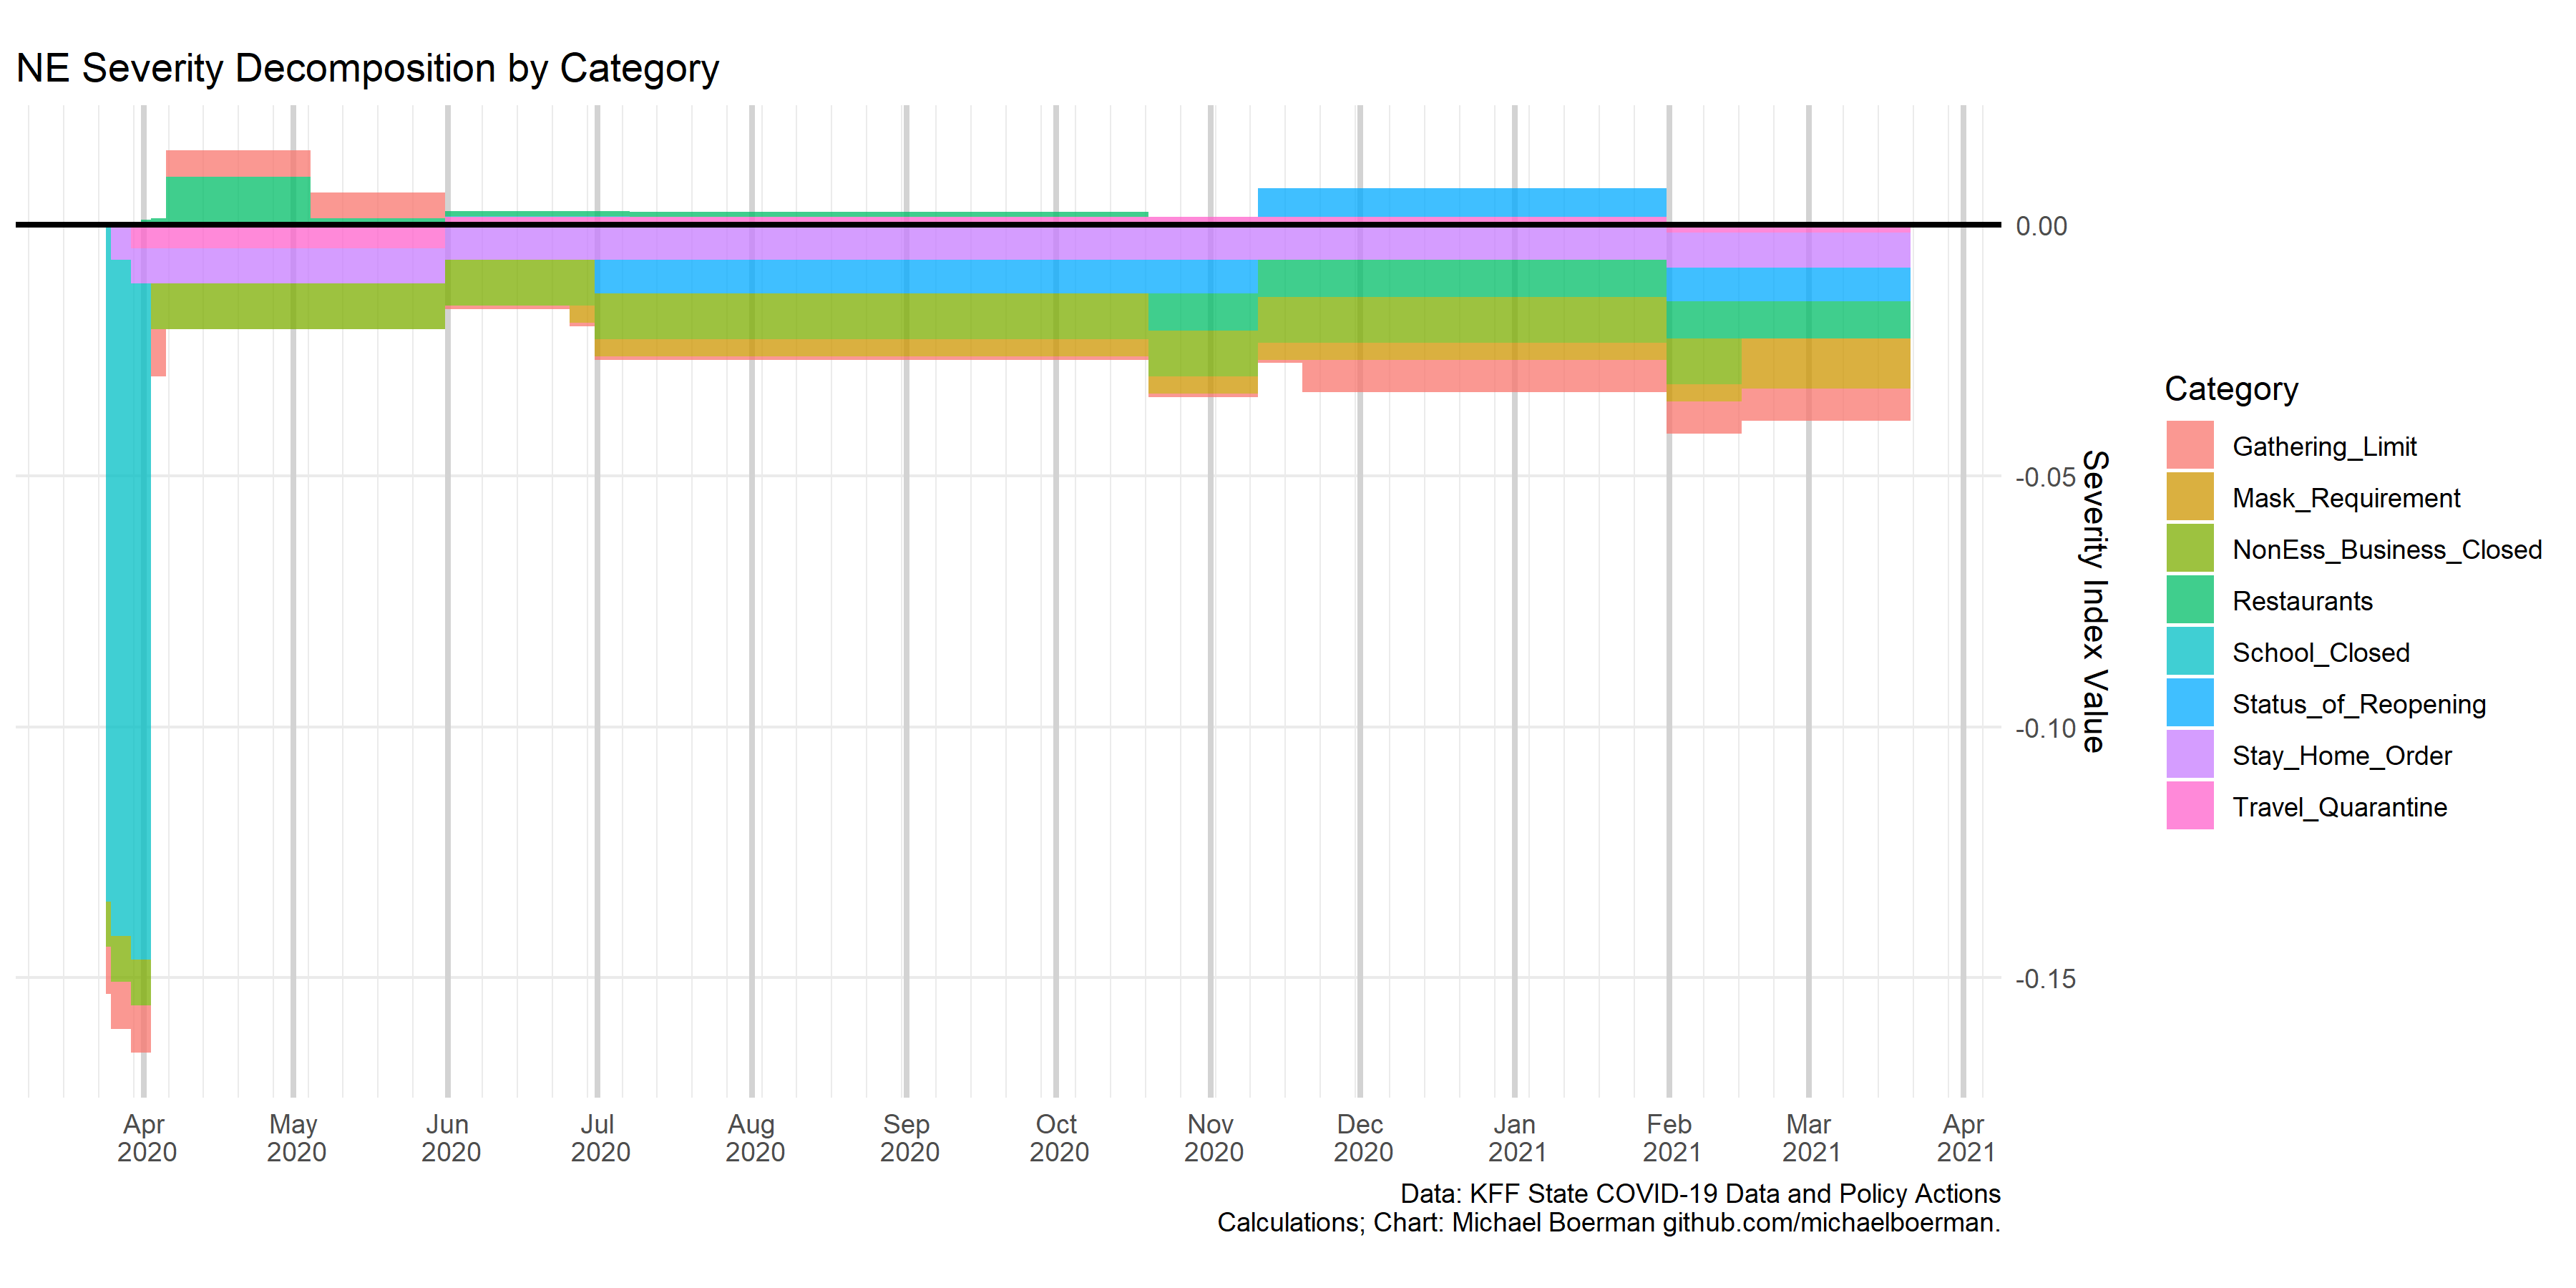 NE Severity Decomposition by Category
0.00
-0.05
-0.10
-0.15
Severity Index Value
Category
Gathering_Limit
Mask_Requirement
NonEss_Business_Closed
Restaurants
School_Closed
Status_of_Reopening
Stay_Home_Order
Travel_Quarantine
Apr May Jun Jul Aug Sep Oct Nov Dec Jan Feb Mar Apr
2020 2020 2020 2020 2020 2020 2020 2020 2020 2021 2021 2021 2021
Data: KFF State COVID-19 Data and Policy Actions
Calculations; Chart: Michael Boerman github.com/michaelboerman.